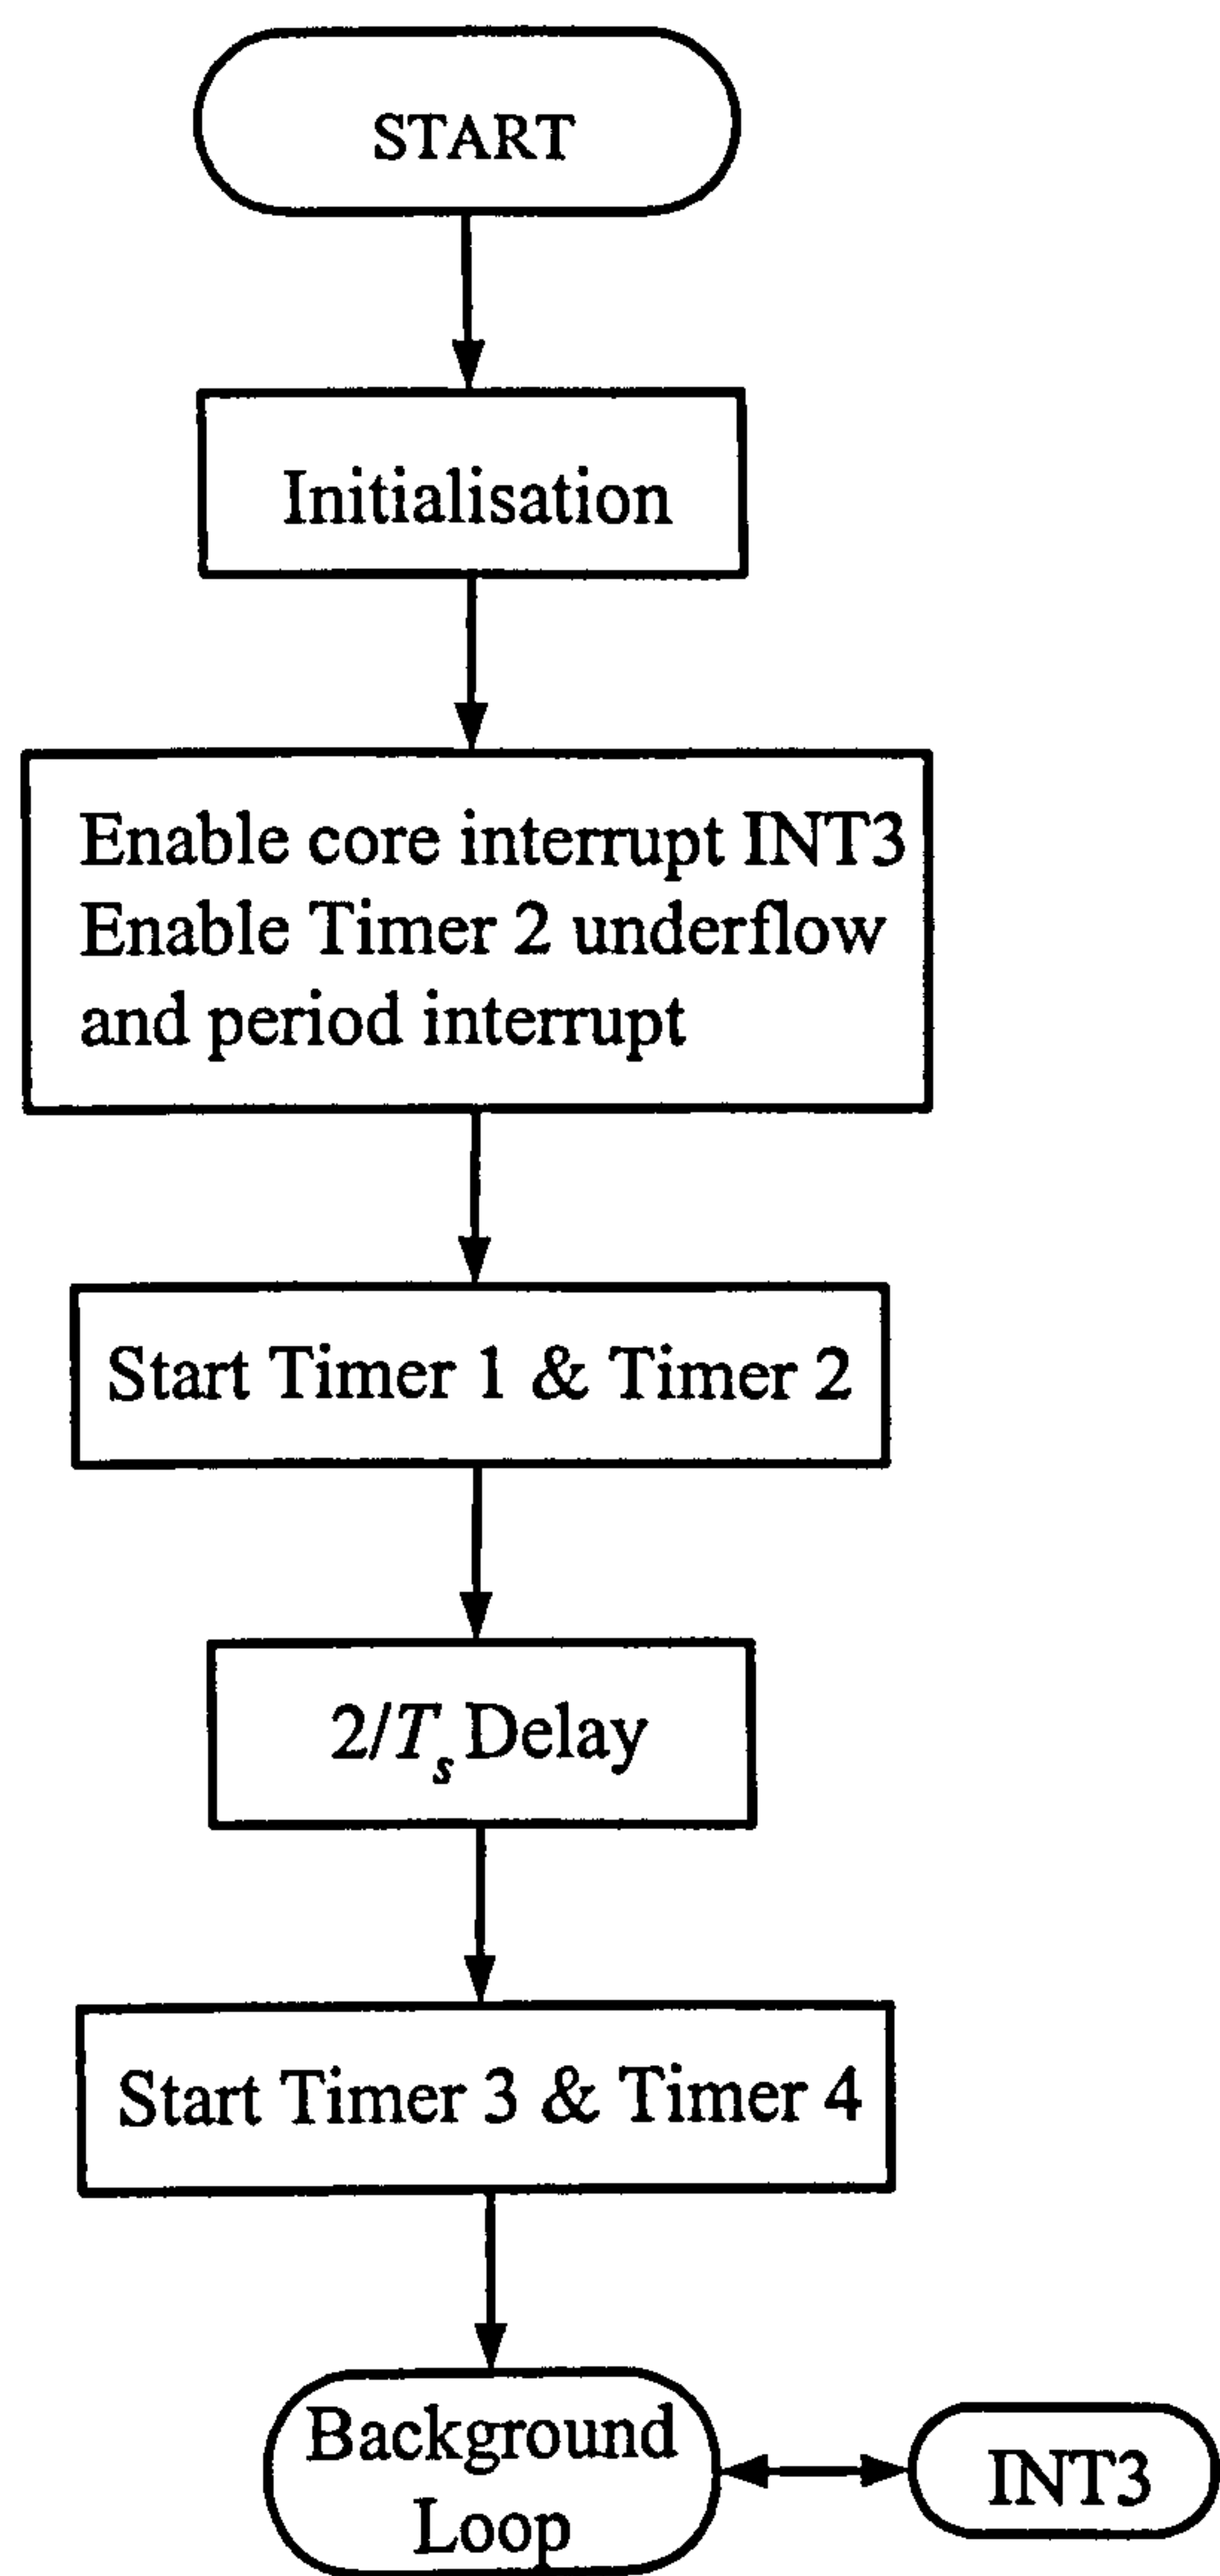 START
Initialisation
Enable core interrupt INT3
Enable Timer 2 underflow
and period interrupt
Start Timer 1 & Timer 2
2/Ts Delay
Start Timer 3 & Timer 4
Background
Loop
INT3